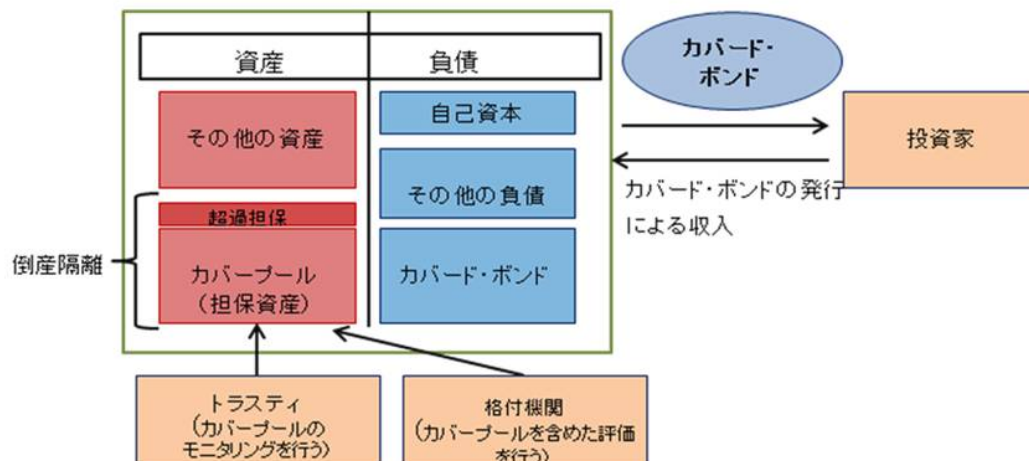 資産
負債
その他の資産
超過担保
カバープール
(担保資産)
自己資本
その他の負債
カバード・ボンド
倒産隔離
カバード・
ボンド
投資家
カバード・ボンドの発行
による収入
トラスティ
(カバープールの
モニタリングを行う)
格付機関
(カバープールを含めた評価
を行う)